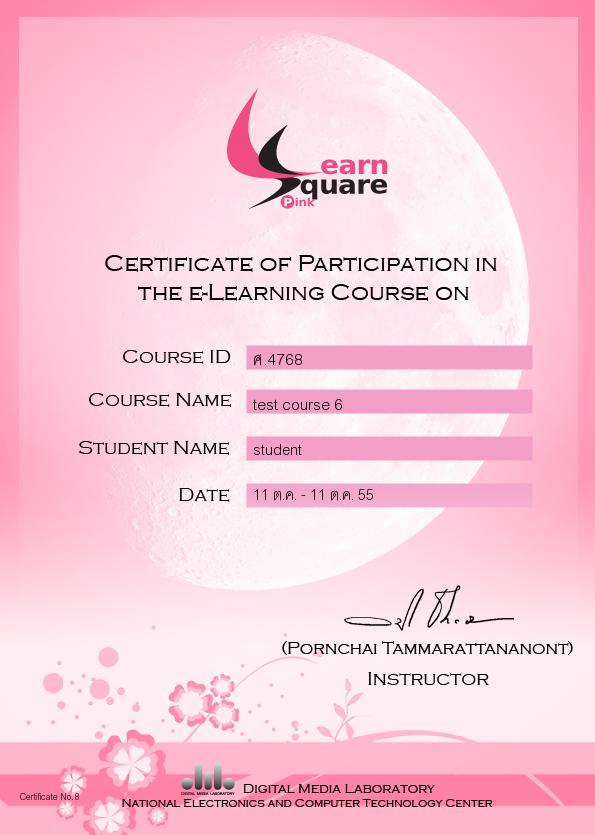 Learn
Square
Pink
CERTIFICATE OF PARTICIPATION IN
THE E-LEARNING COURSE ON
COURSE ID ศ.4768
COURSE NAME test course 6
STUDENT NAME student
DATE 11 ต.ค. - 11 ต.ค. 55
(PORNCHAI TAMMARATTANANONT)
INSTRUCTOR
DIGITAL MEDIA LABORATORY
DIGITAL MEDIA LABORATORY
Certificate No.8
NATIONAL ELECTRONICS AND COMPUTER TECHNOLOGY CENTER